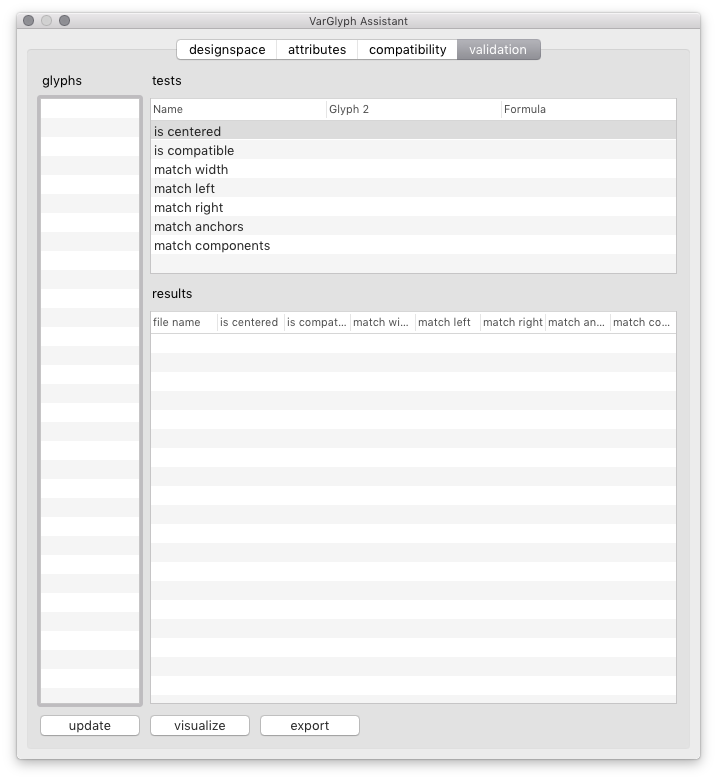 VarGlyph Assistant
designspace attributes compatibility validation
glyphs tests
Name Glyph 2 Formula
is centered
is compatible
match width
match left
match right
match anchors
match components
results
file name is centered is compat... match wi... match left match right match an... match co...
update visualize export